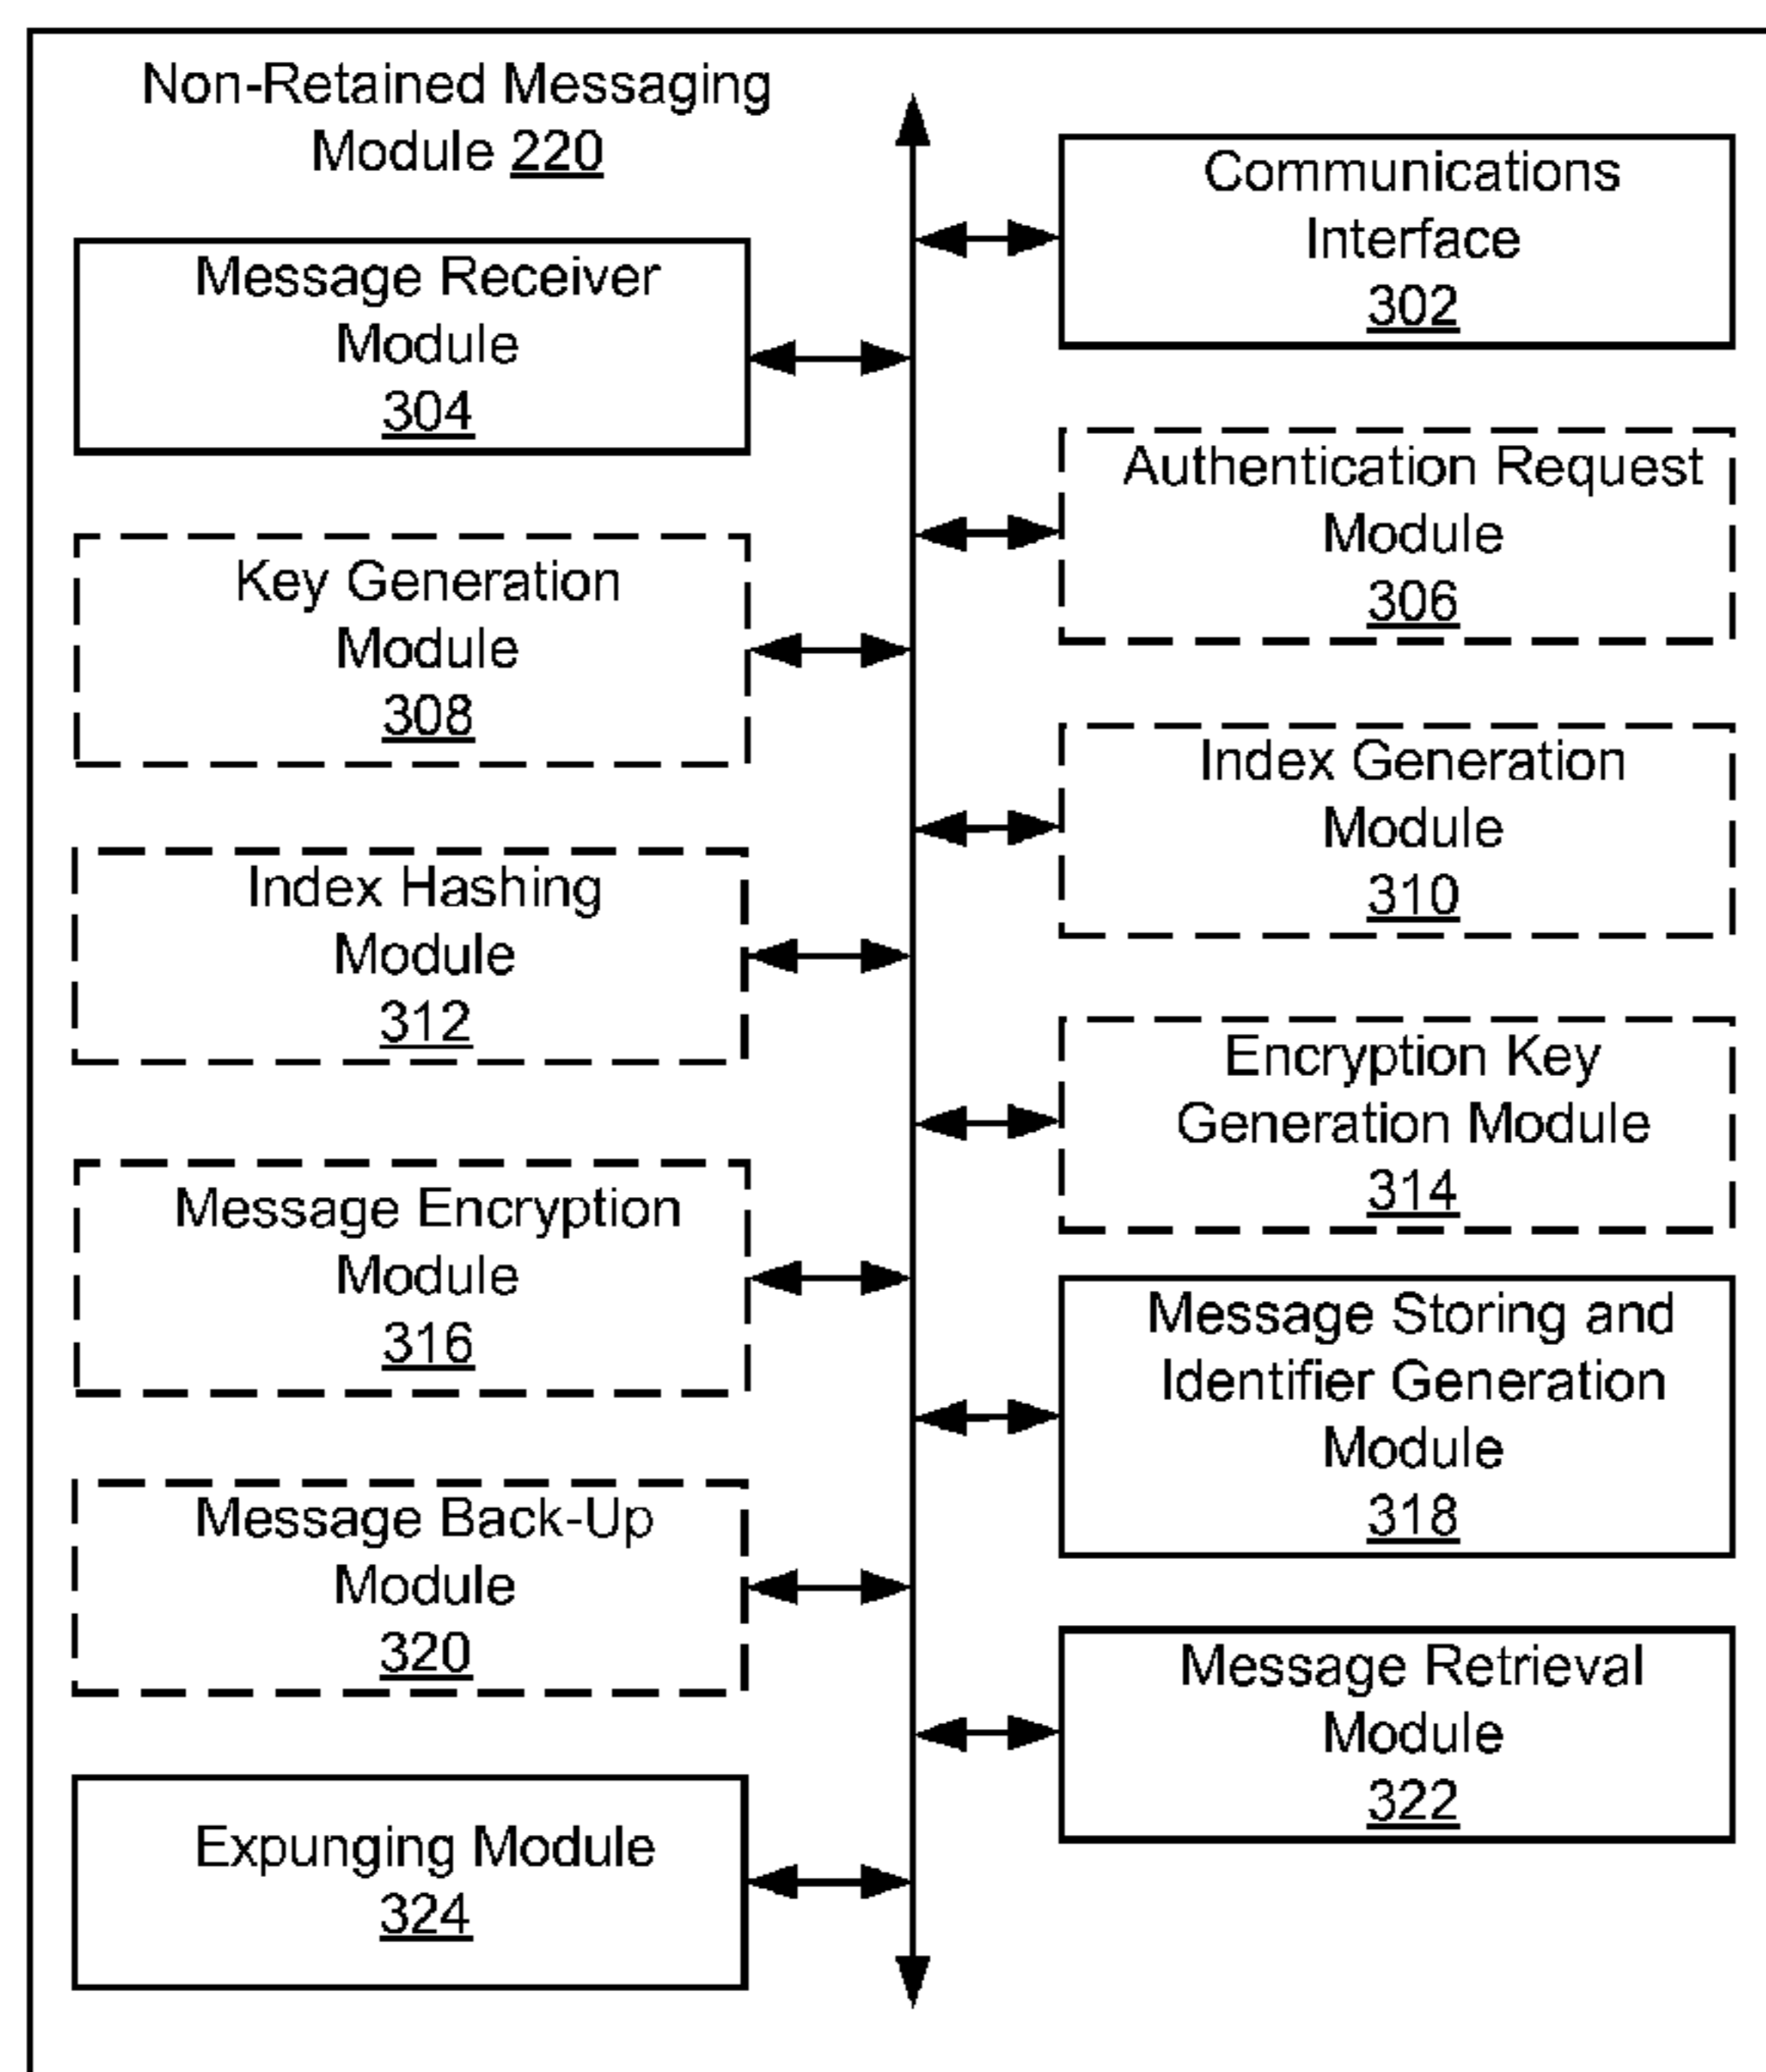 Non-Retained Messaging
Module 220
Communications
Interface
302
Message Receiver
Module
304
Authentication Request
Module
306
Key Generation
Module
308
Index Generation
Module
310
Index Hashing
Module
312
Encryption Key
Generation Module
314
Message Encryption
Module
316
Message Storing and
Identifier Generation
Module
318
Message Back-Up
Module
320
Message Retrieval
Module
322
Expunging Module
324